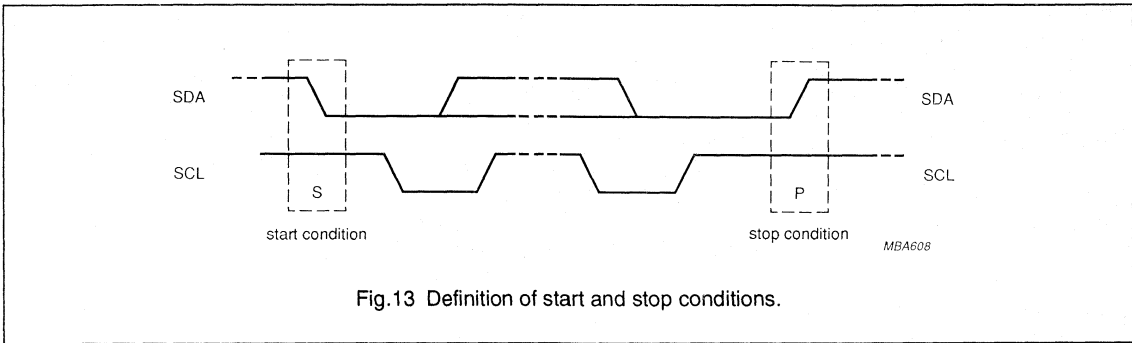 SDA
SDA
SCL
SCL
S
P
start condition
stop condition
MBA608
Fig.13 Definition of start and stop conditions.